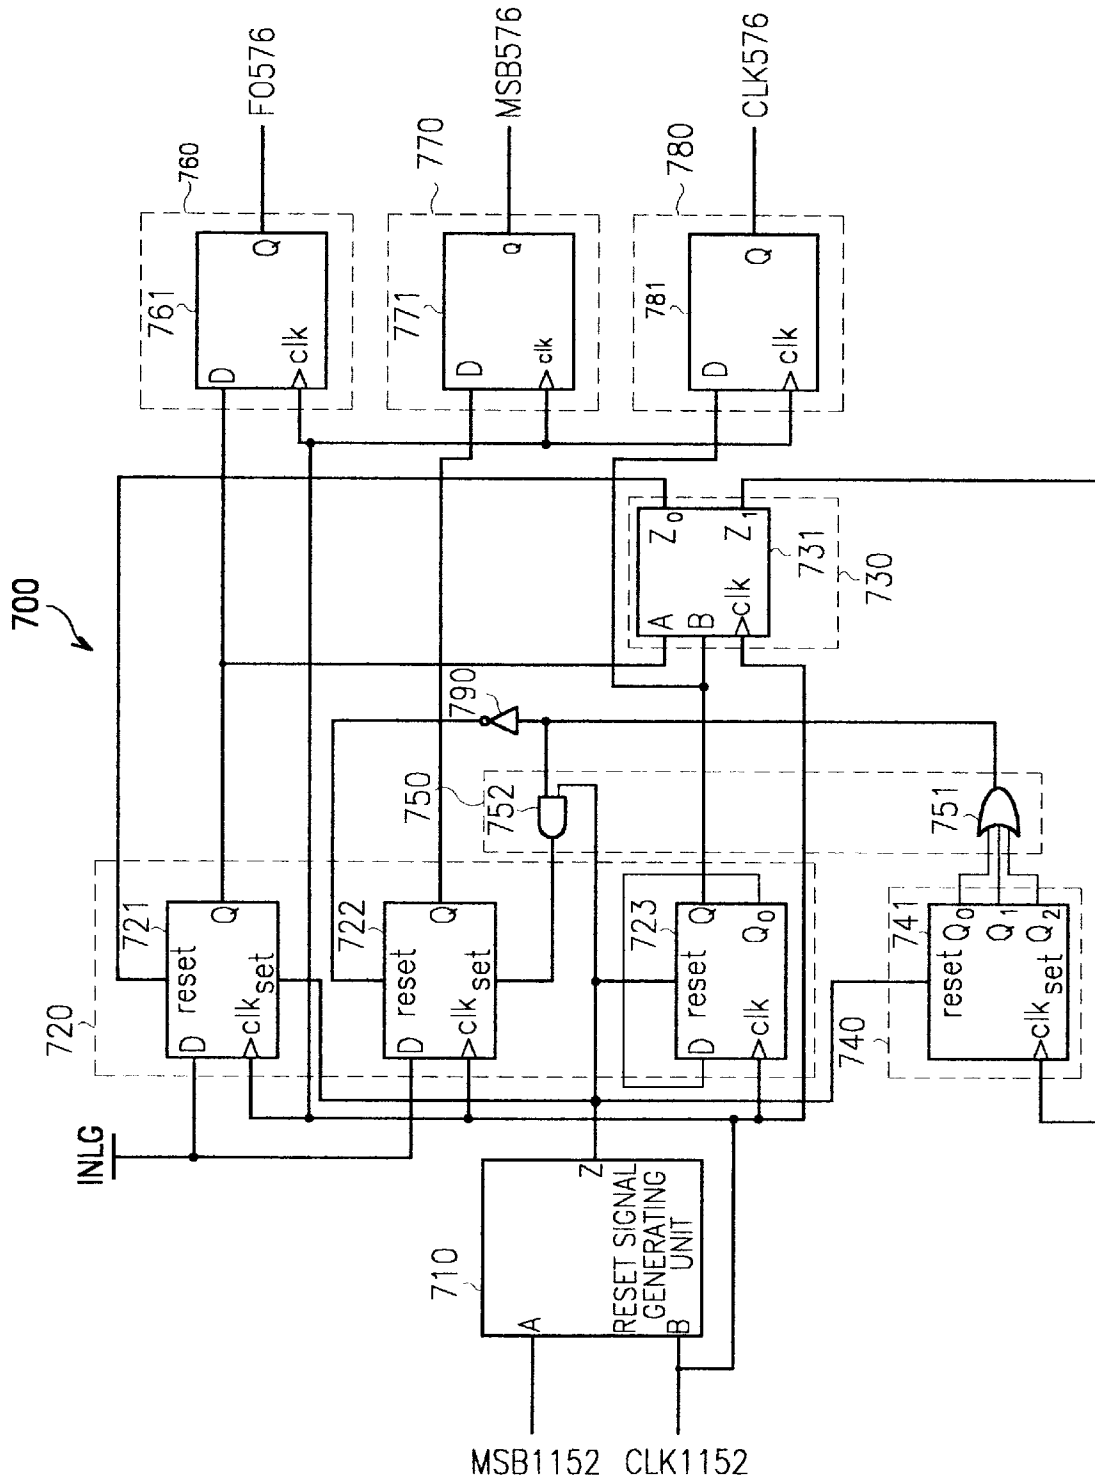 700
INLG
720
721
D
reset
Q
clk
set
722
D
reset
Q
clk
set
723
D
reset
Q
Q0
clk
710
A
B
Z
RESET SIGNAL
GENERATING
UNIT
MSB1152
CLK1152
750
752
790
751
730
731
A
B
clk
Z0
Z1
740
741
reset
Q0
Q1
Q2
clk
set
760
761
D
Q
clk
FO576
770
771
D
Q
clk
MSB576
780
781
D
Q
clk
CLK576